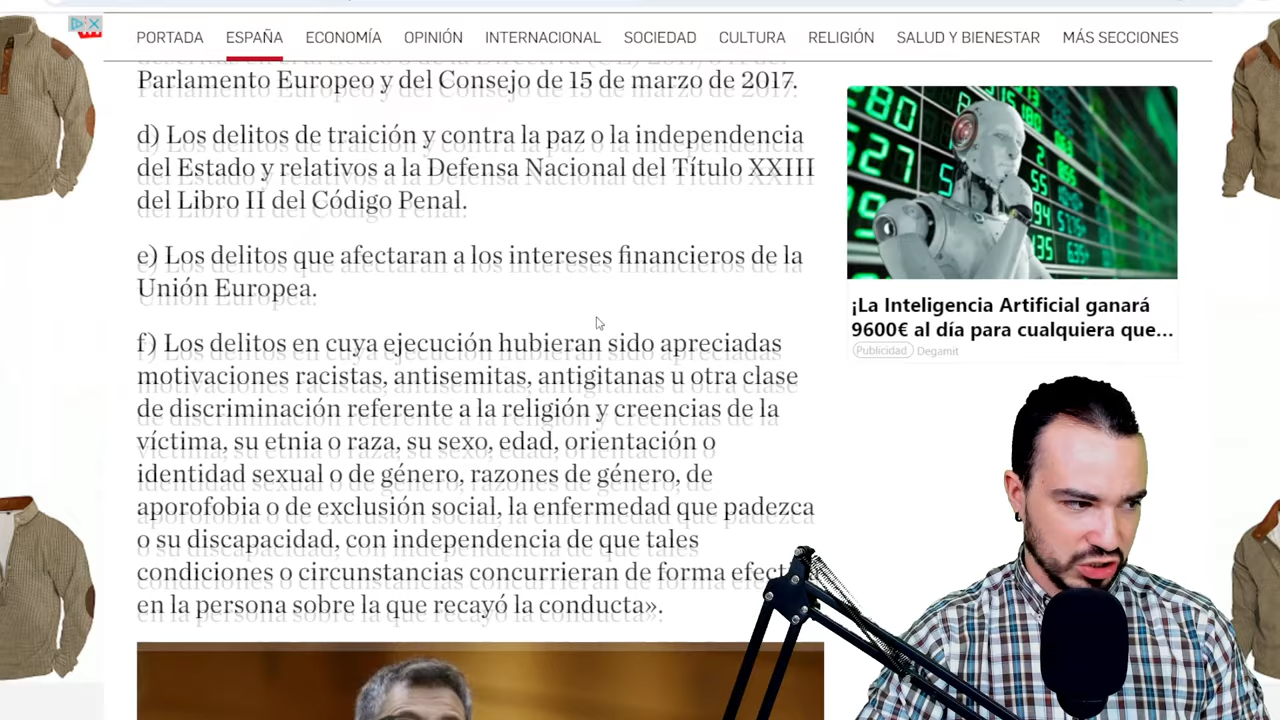 PORTADA ESPAÑA ECONOMÍA OPINIÓN INTERNACIONAL SOCIEDAD CULTURA RELIGIÓN SALUD Y BIENESTAR MÁS SECCIONES
Parlamento Europeo y del Consejo de 15 de marzo de 2017.
d) Los delitos de traición y contra la paz o la independencia
del Estado y relativos a la Defensa Nacional del Título XXIII
del Libro II del Código Penal.
e) Los delitos que afectaran a los intereses financieros de la
Unión Europea.
f) Los delitos en cuya ejecución hubieran sido apreciadas
motivaciones racistas, antisemitas, antigitanas u otra clase
de discriminación referente a la religión y creencias de la
víctima, su etnia o raza, su sexo, edad, orientación o
identidad sexual o de género, razones de género, de
aporofobia o de exclusión social, la enfermedad que padezca
o su discapacidad, con independencia de que tales
condiciones o circunstancias concurrieran de forma
en la persona sobre la que recayó la conducta».
¡La Inteligencia Artificial ganará
9600€ al día para cualquiera que...
Publicidad Degamit